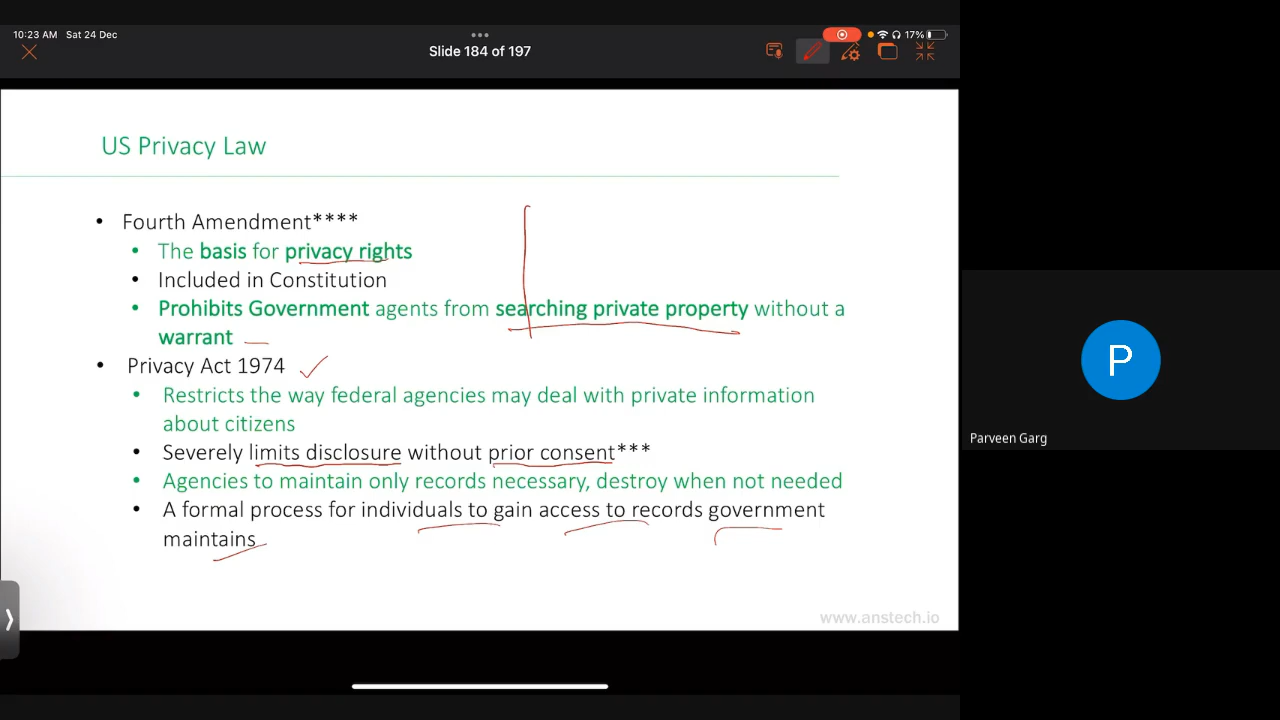 10:23 AM Sat 24 Dec
17%
Slide 184 of 197
US Privacy Law
• Fourth Amendment****
• The basis for privacy rights
• Included in Constitution
• Prohibits Government agents from searching private property without a
warrant
• Privacy Act 1974
• Restricts the way federal agencies may deal with private information
about citizens
• Severely limits disclosure without prior consent***
• Agencies to maintain only records necessary, destroy when not needed
• A formal process for individuals to gain access to records government
maintains
www.anstech.io
P
Parveen Garg